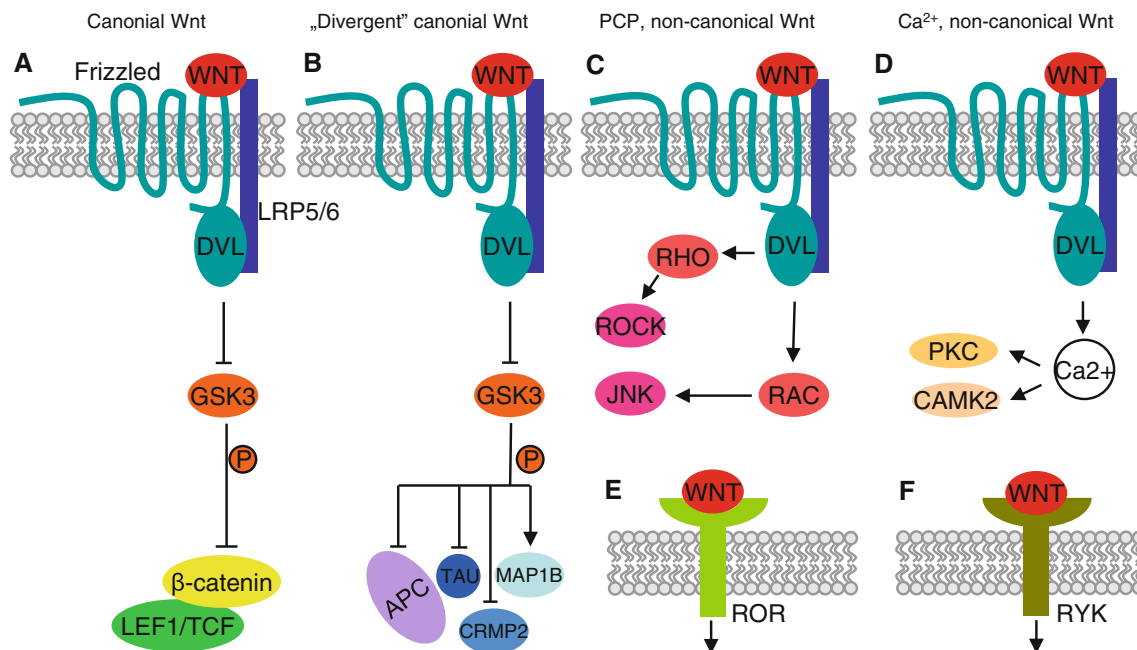 Canonial Wnt
„Divergent” canonial Wnt
PCP, non-canonical Wnt
Ca²⁺, non-canonical Wnt
A
Frizzled
WNT
LRP5/6
DVL
GSK3
P
β-catenin
LEF1/TCF
B
WNT
DVL
GSK3
P
APC
TAU
MAP1B
CRMP2
C
WNT
DVL
RHO
ROCK
JNK
RAC
D
WNT
DVL
PKC
Ca2+
CAMK2
E
WNT
ROR
F
WNT
RYK